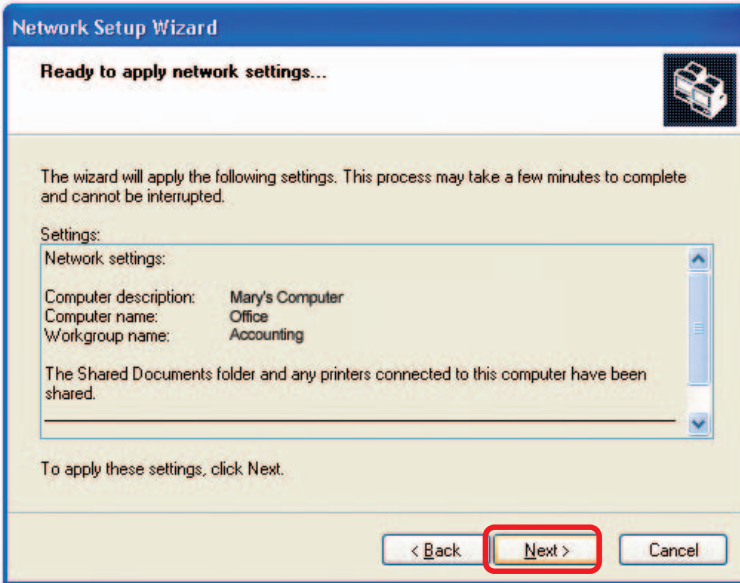 Network Setup Wizard
Ready to apply network settings...
The wizard will apply the following settings. This process may take a few minutes to complete
and cannot be interrupted.
Settings:
Network settings:
Computer description: Mary's Computer
Computer name: Office
Workgroup name: Accounting
The Shared Documents folder and any printers connected to this computer have been
shared.
To apply these settings, click Next.
< Back Next > Cancel